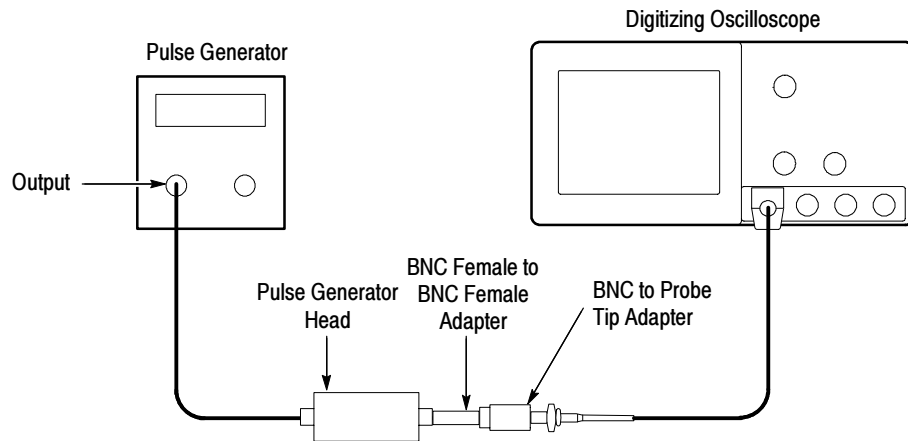 Digitizing Oscilloscope
Pulse Generator
Output
Pulse Generator
Head
BNC Female to
BNC Female
Adapter
BNC to Probe
Tip Adapter